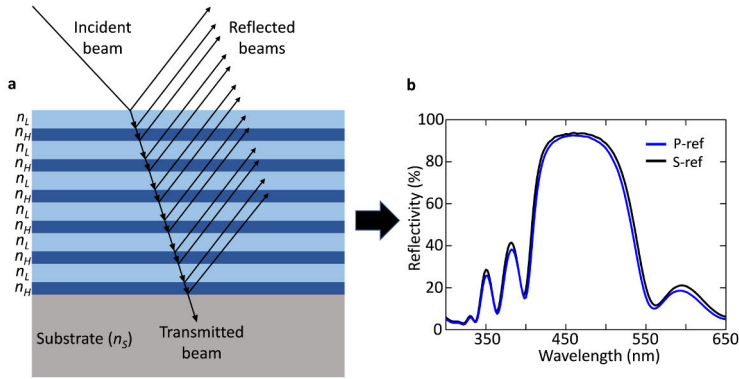 Incident
beam
Reflected
beams
a
n_L
n_H
n_L
n_H
n_L
n_H
n_L
n_H
n_L
n_H
n_L
n_H
Substrate (n_S)
Transmitted
beam
b
100
80
60
40
20
0
Reflectivity (%)
P-ref
S-ref
350
450
550
650
Wavelength (nm)